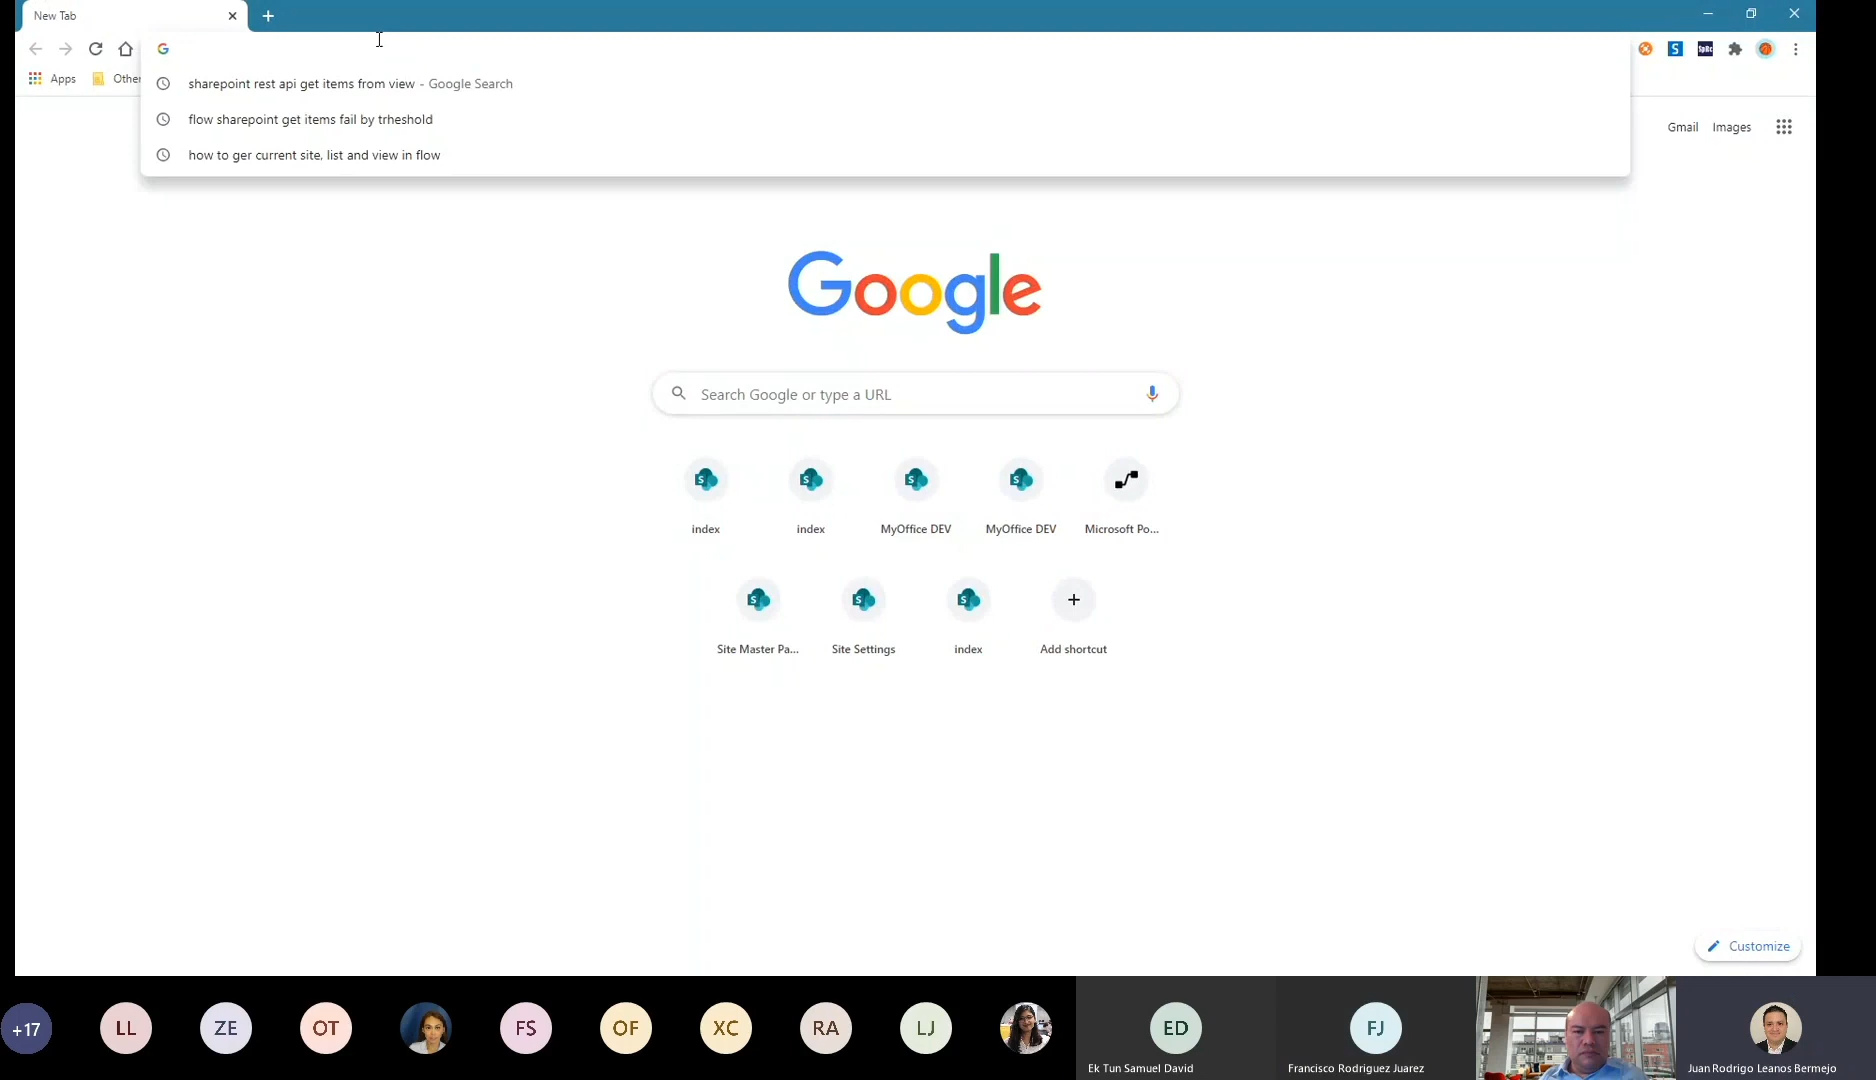 New Tab
Apps
Other
sharepoint rest api get items from view - Google Search
flow sharepoint get items fail by trheshold
how to ger current site, list and view in flow
S
SpRc
Gmail
Images
Google
Search Google or type a URL
index
index
MyOffice DEV
MyOffice DEV
Microsoft Po...
Site Master Pa...
Site Settings
index
Add shortcut
Customize
+17
LL
ZE
OT
FS
OF
XC
RA
LJ
ED
Ek Tun Samuel David
FJ
Francisco Rodriguez Juarez
Juan Rodrigo Leanos Bermejo